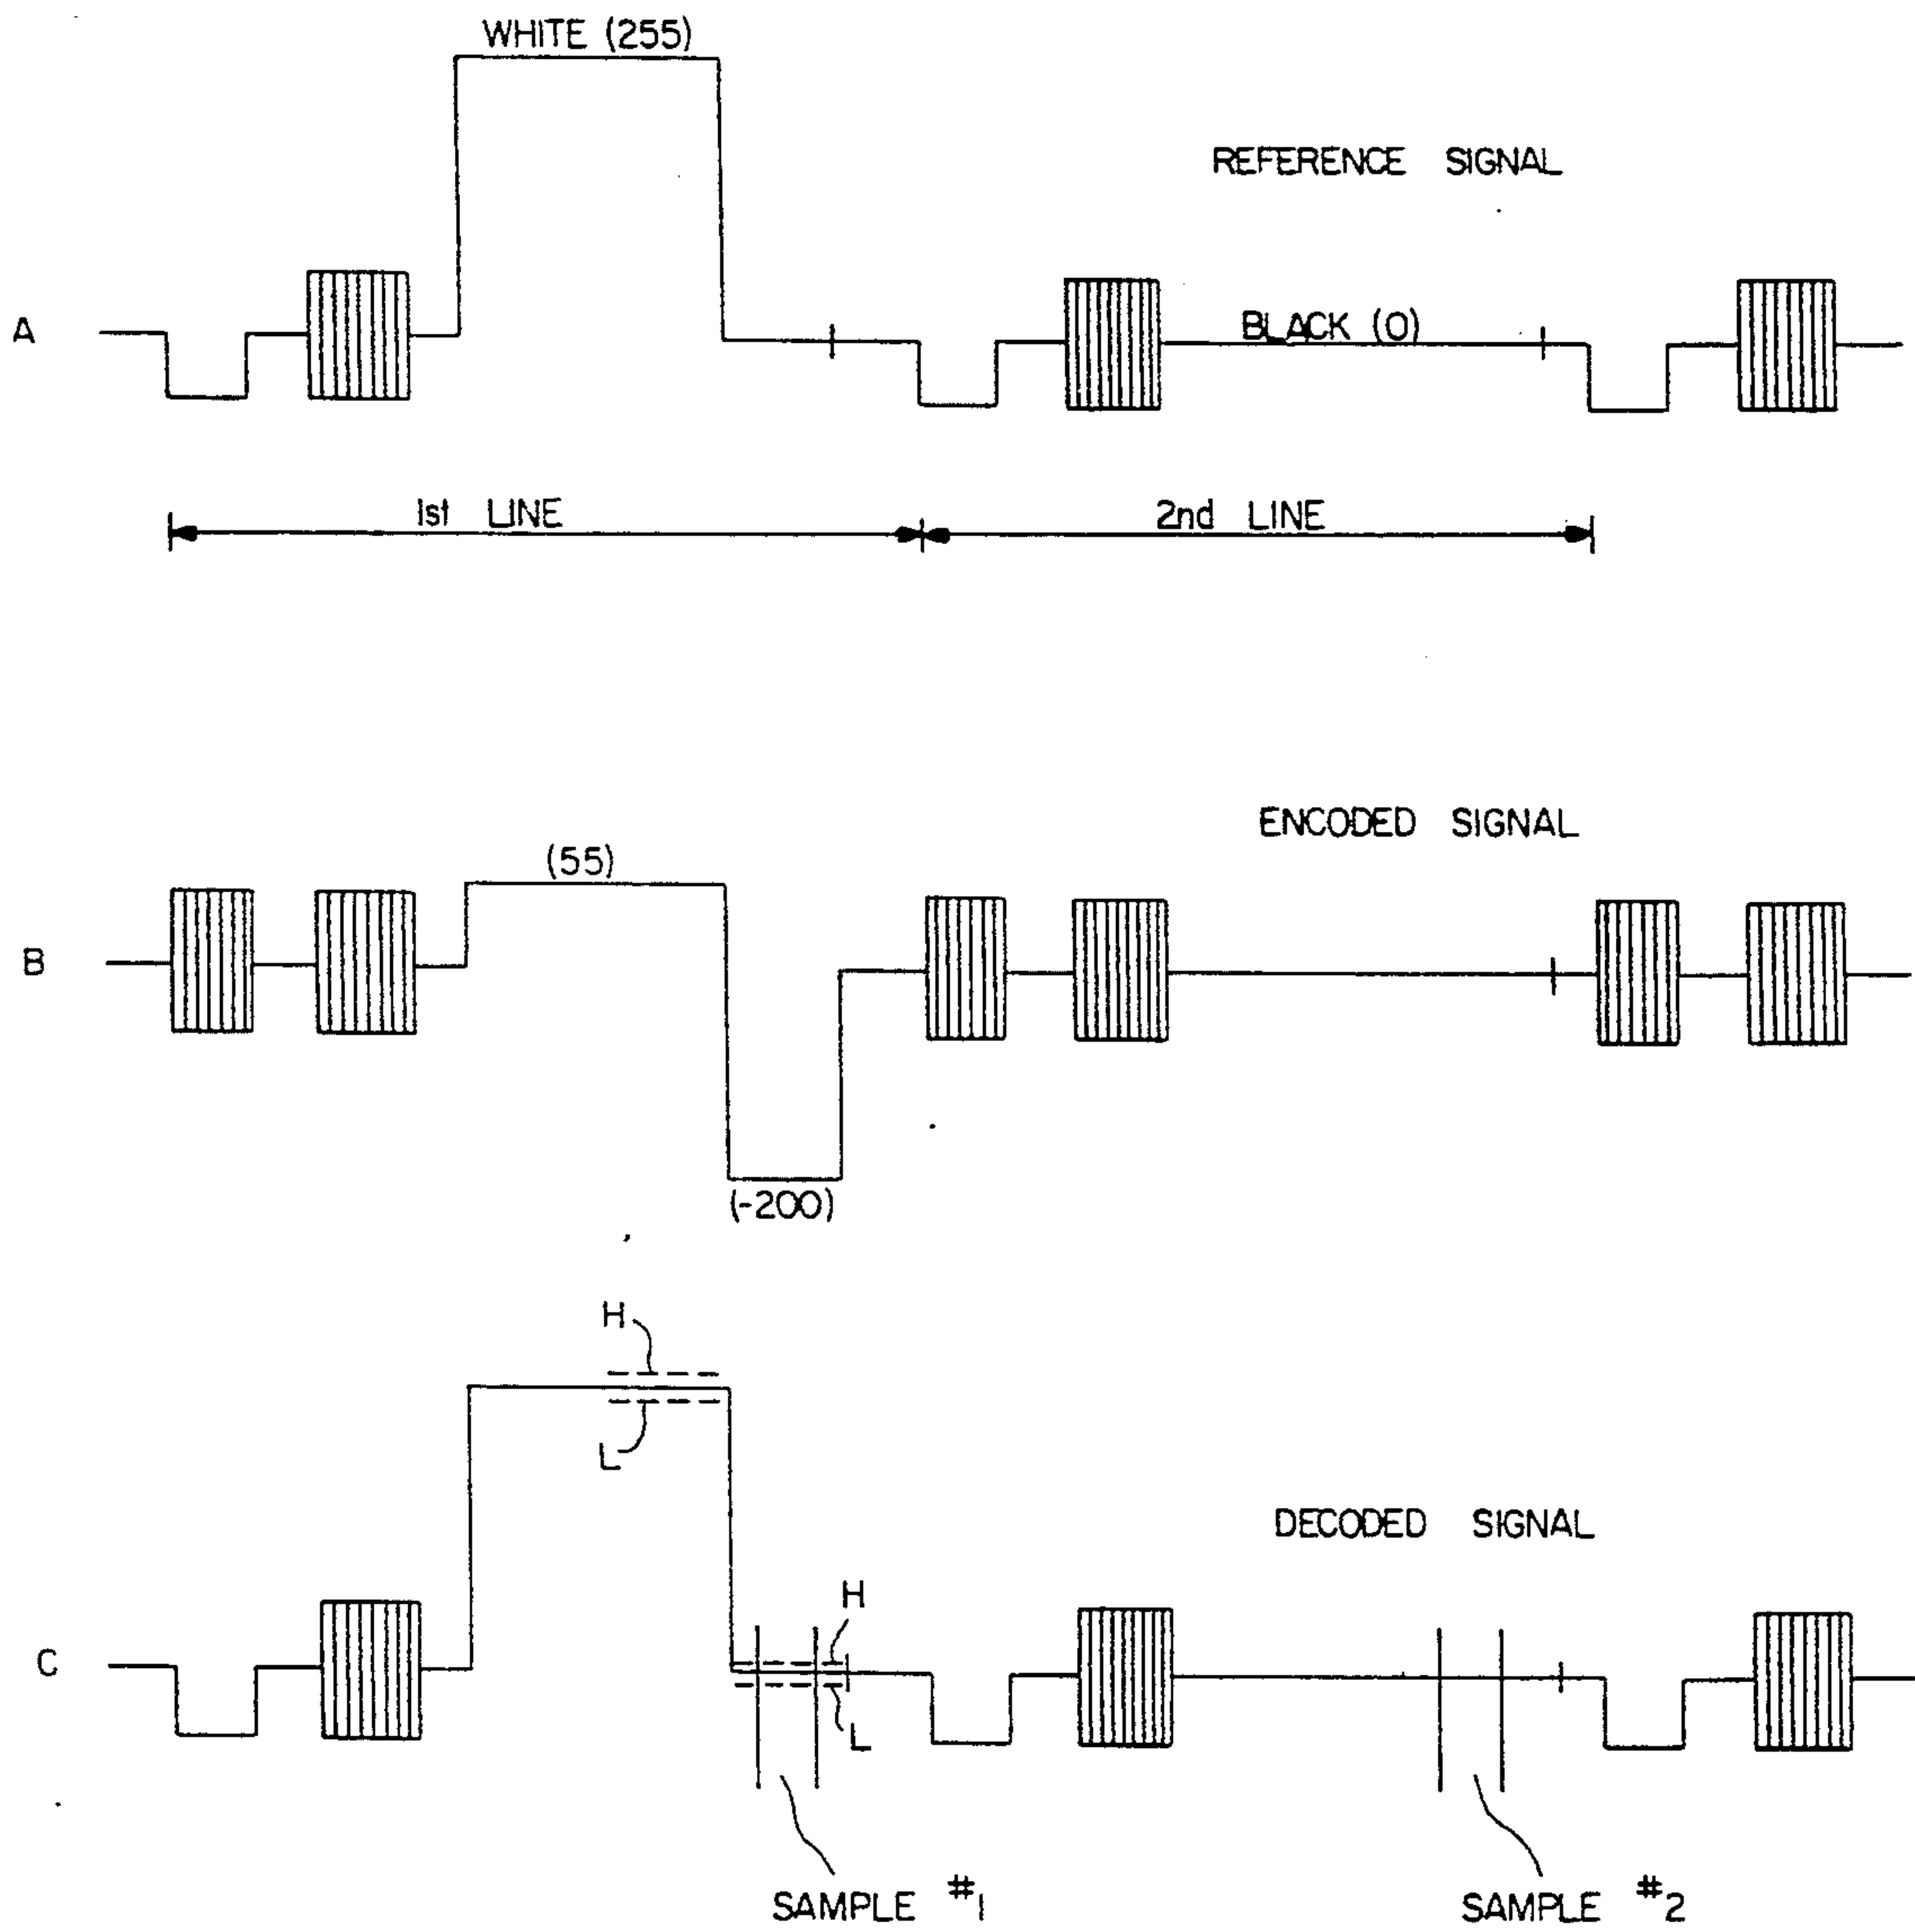 WHITE (255)
REFERENCE SIGNAL
A
BLACK (0)
1st LINE
2nd LINE
ENCODED SIGNAL
(55)
B
(-200)
H
L
DECODED SIGNAL
H
C
L
SAMPLE #1
SAMPLE #2